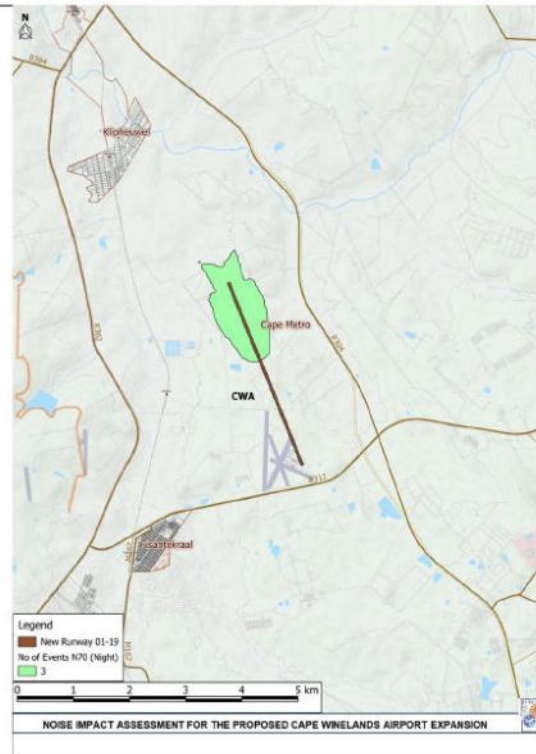 N
R304
Klipheuwel
Cape Metro
R302
R304
CWA
R312
Fisantekraal
Legend
New Runway 01-19
No of Events N70 (Night)
3
0 1 2 3 4 5 km
NOISE IMPACT ASSESSMENT FOR THE PROPOSED CAPE WINELANDS AIRPORT EXPANSION